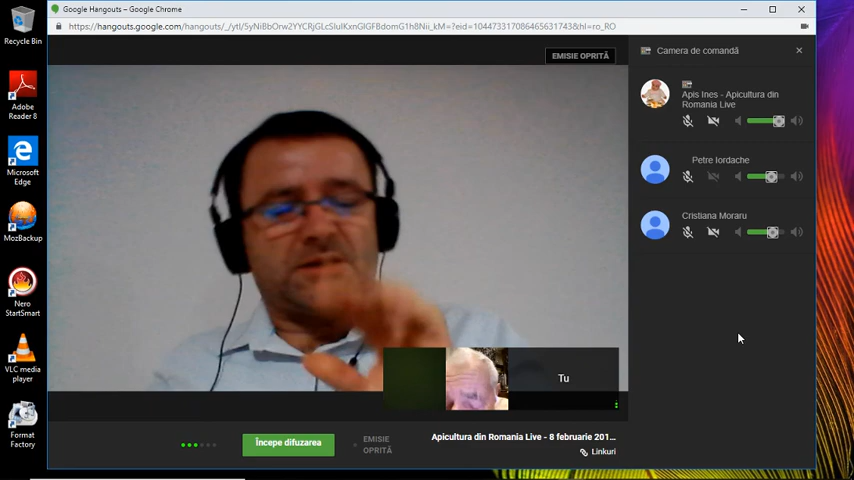 Google Hangouts – Google Chrome
https://hangouts.google.com/hangouts/_/ytl/5yNiBbOrw2YYCRjGLcSIulKxnGlGFBdomG1h8Nii_kM=?eid=104473317086465631743&hl=ro_RO
Recycle Bin
Adobe
Reader 8
Microsoft
Edge
MozBackup
Nero
StartSmart
VLC media
player
Format
Factory
EMISIE OPRITĂ
Tu
Începe difuzarea
EMISIE
OPRITĂ
Apicultura din Romania Live - 8 februarie 201...
Linkuri
Camera de comandă
Apis Ines - Apicultura din
Romania Live
Petre Iordache
Cristiana Moraru